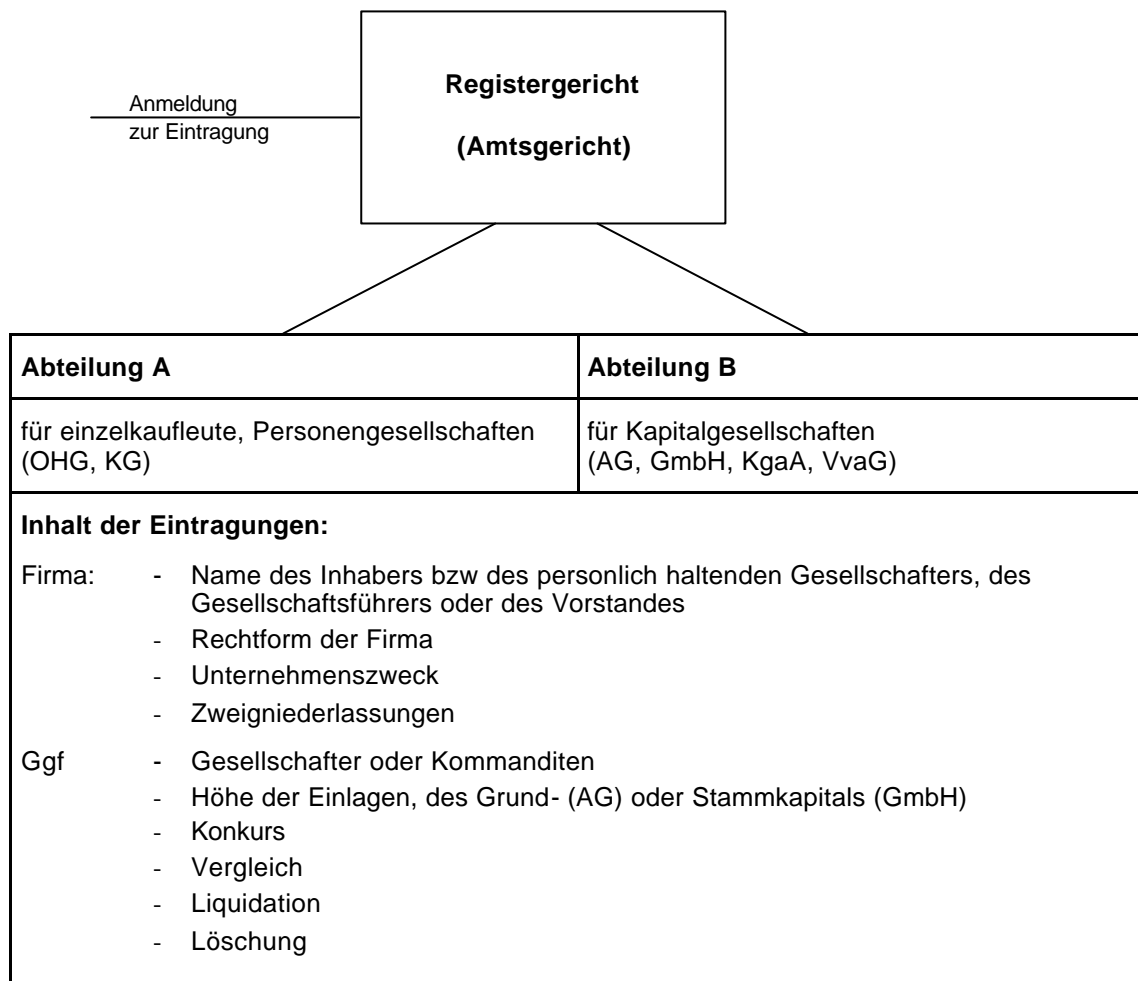 Anmeldung
zur Eintragung
Registergericht
(Amtsgericht)
Abteilung A
Abteilung B
für einzelkaufleute, Personengesellschaften
(OHG, KG)
für Kapitalgesellschaften
(AG, GmbH, KgaA, VvaG)
Inhalt der Eintragungen:
Firma: - Name des Inhabers bzw des personlich haltenden Gesellschafters, des
Gesellschaftsführers oder des Vorstandes
- Rechtform der Firma
- Unternehmenszweck
- Zweigniederlassungen
Ggf - Gesellschafter oder Kommanditen
- Höhe der Einlagen, des Grund- (AG) oder Stammkapitals (GmbH)
- Konkurs
- Vergleich
- Liquidation
- Löschung